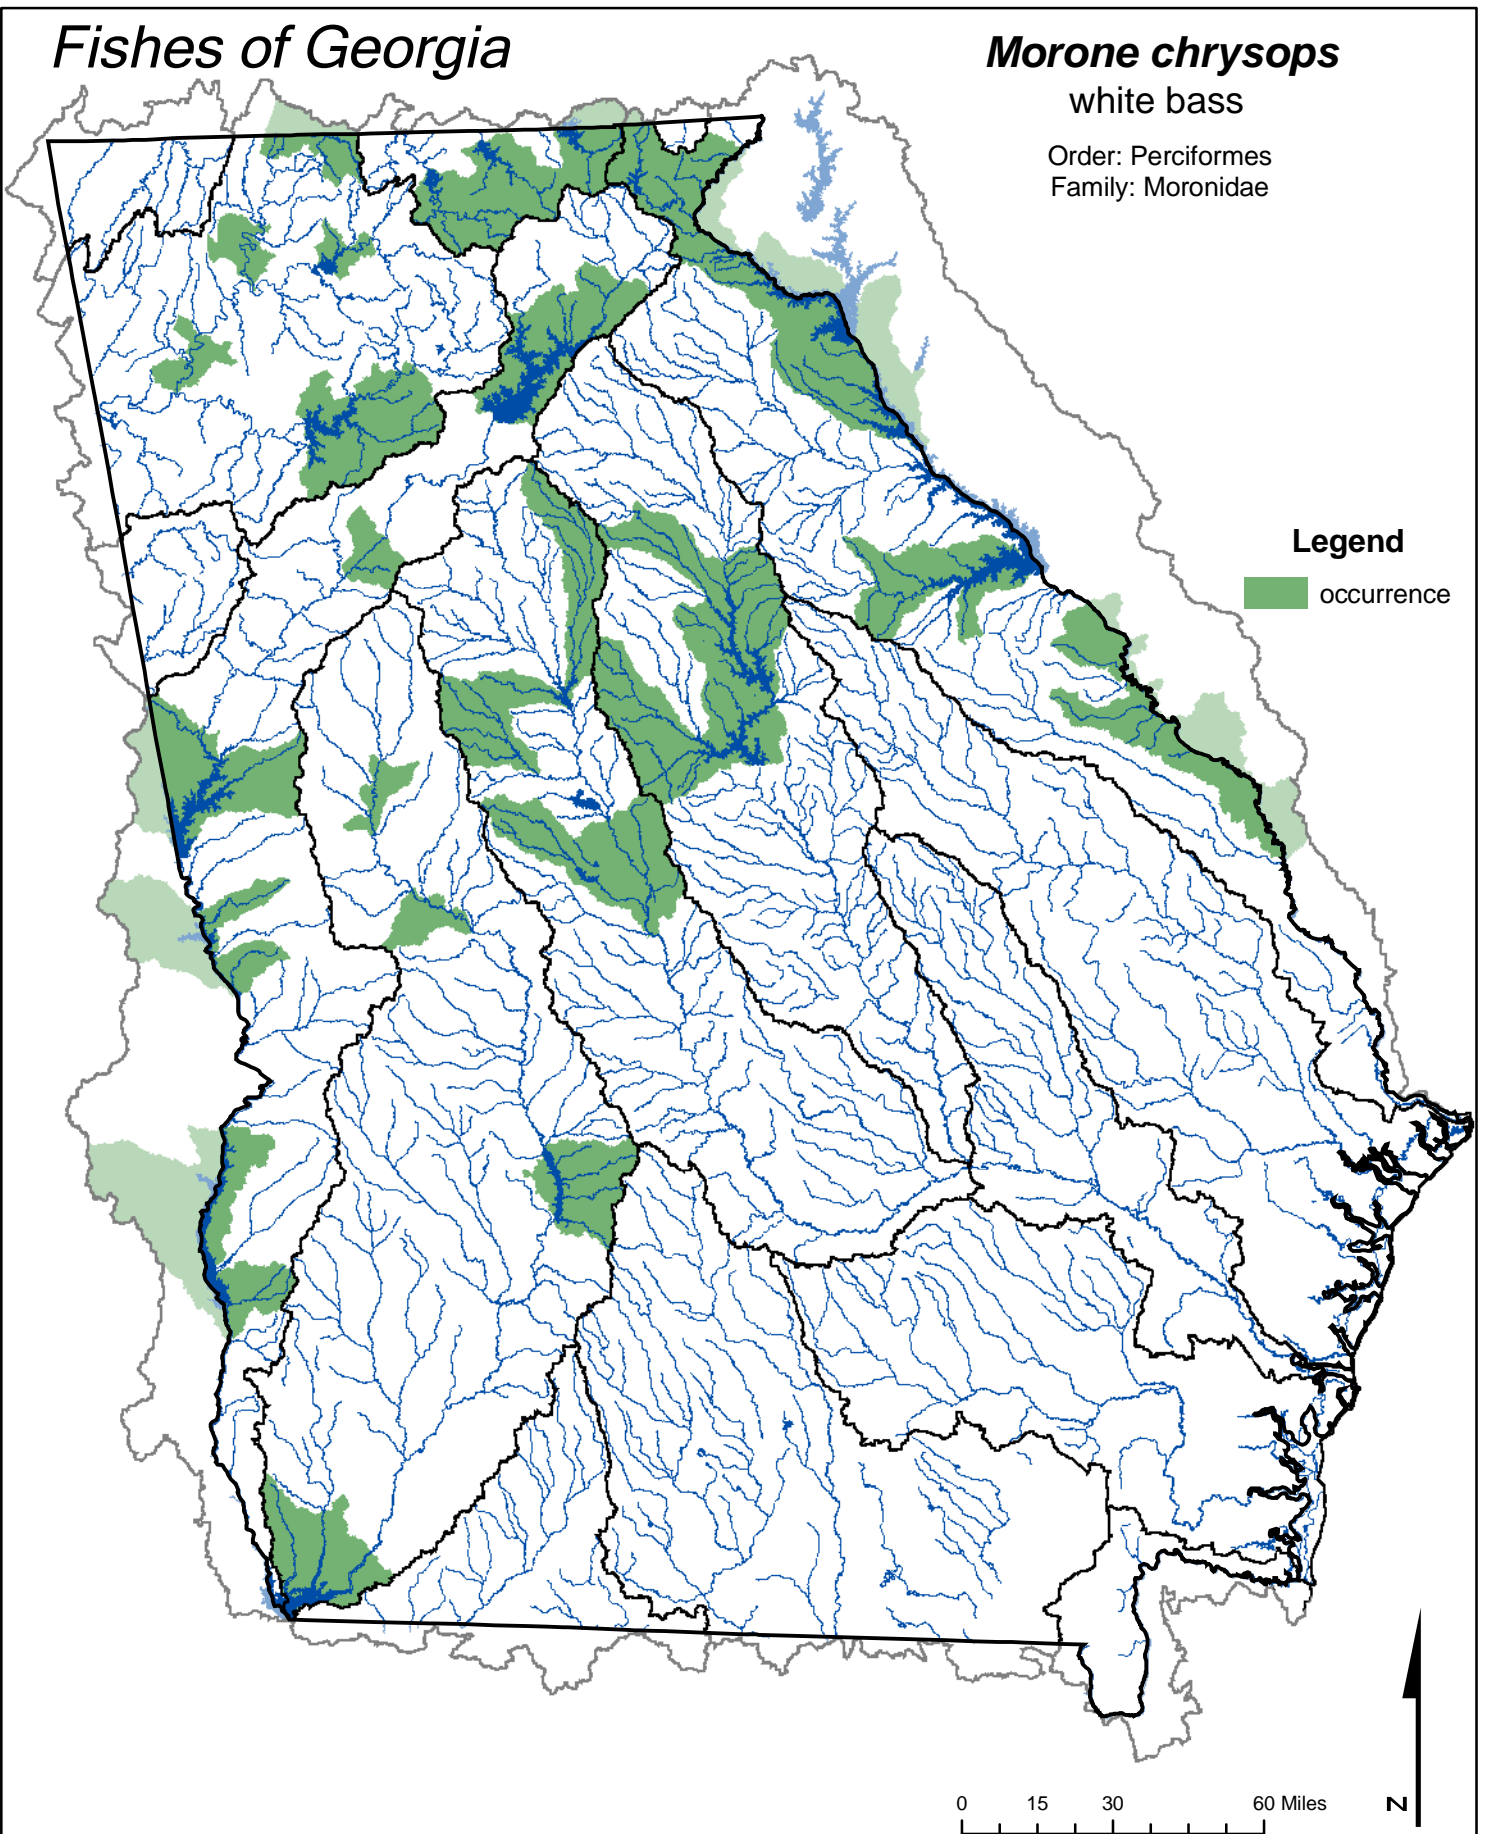 Fishes of Georgia
Morone chrysops
white bass
Order: Perciformes
Family: Moronidae
Legend
occurrence
0 15 30 60 Miles
N